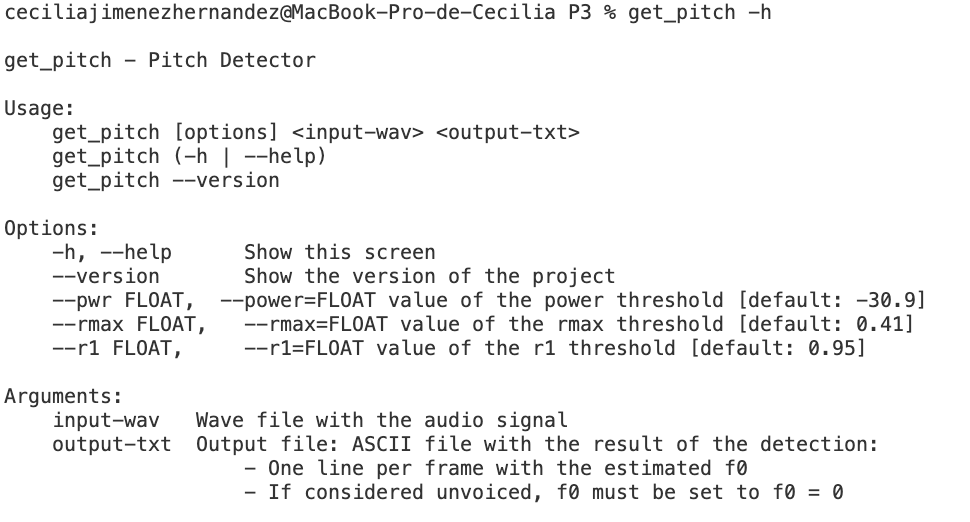 ceciliajimenezhernandez@MacBook-Pro-de-Cecilia P3 % get_pitch -h
get_pitch - Pitch Detector
Usage:
get_pitch [options] <input-wav> <output-txt>
get_pitch (-h | --help)
get_pitch --version
Options:
-h, --help Show this screen
--version Show the version of the project
--pwr FLOAT, --power=FLOAT value of the power threshold [default: -30.9]
--rmax FLOAT, --rmax=FLOAT value of the rmax threshold [default: 0.41]
--r1 FLOAT, --r1=FLOAT value of the r1 threshold [default: 0.95]
Arguments:
input-wav Wave file with the audio signal
output-txt Output file: ASCII file with the result of the detection:
- One line per frame with the estimated f0
- If considered unvoiced, f0 must be set to f0 = 0